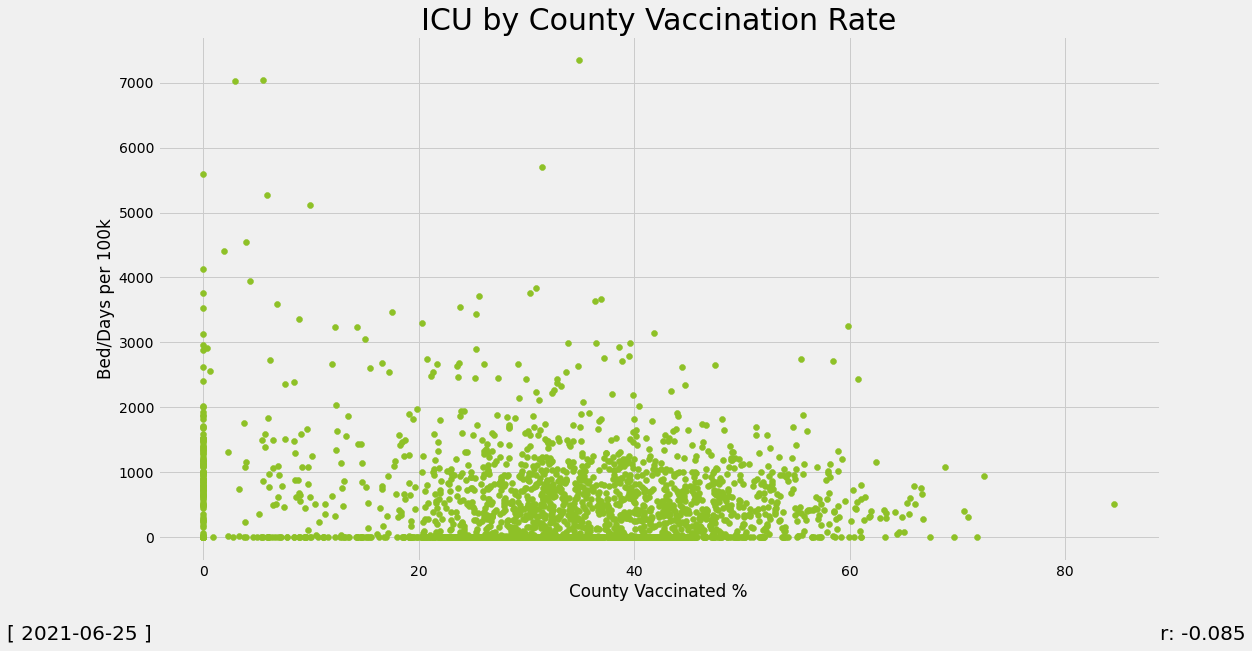 ICU by County Vaccination Rate
Bed/Days per 100k
7000
6000
5000
4000
3000
2000
1000
0
0 20 40 60 80
County Vaccinated %
[ 2021-06-25 ] r: -0.085